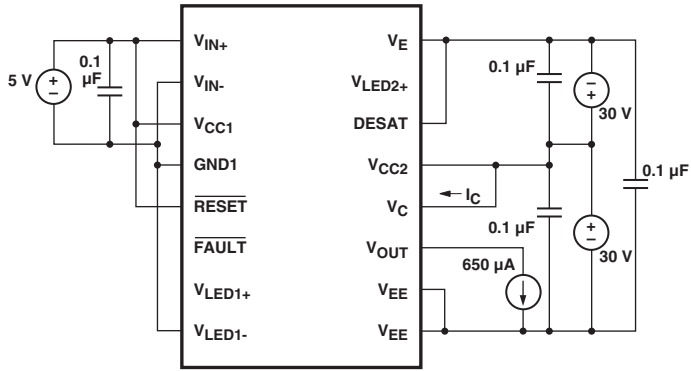 5 V
+
−
0.1
µF
V_IN+
V_IN-
V_CC1
GND1
RESET
FAULT
V_LED1+
V_LED1-
V_E
V_LED2+
DESAT
V_CC2
V_C
V_OUT
V_EE
V_EE
0.1 µF
−
+
30 V
0.1 µF
I_C
0.1 µF
+
−
30 V
650 µA